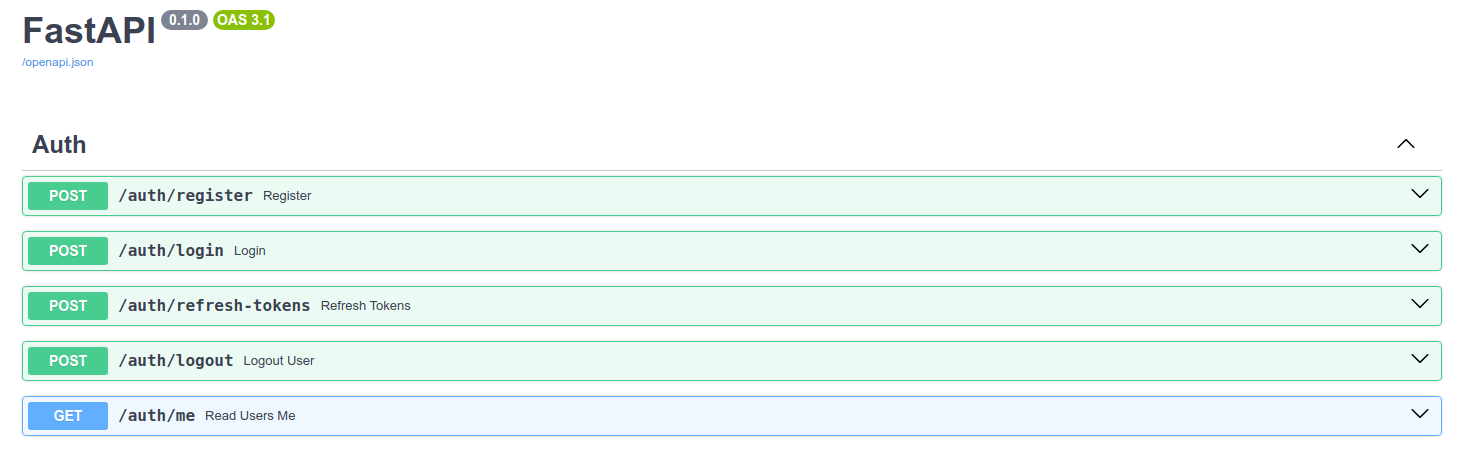 FastAPI 0.1.0 OAS 3.1
/openapi.json
Auth
POST /auth/register Register
POST /auth/login Login
POST /auth/refresh-tokens Refresh Tokens
POST /auth/logout Logout User
GET /auth/me Read Users Me